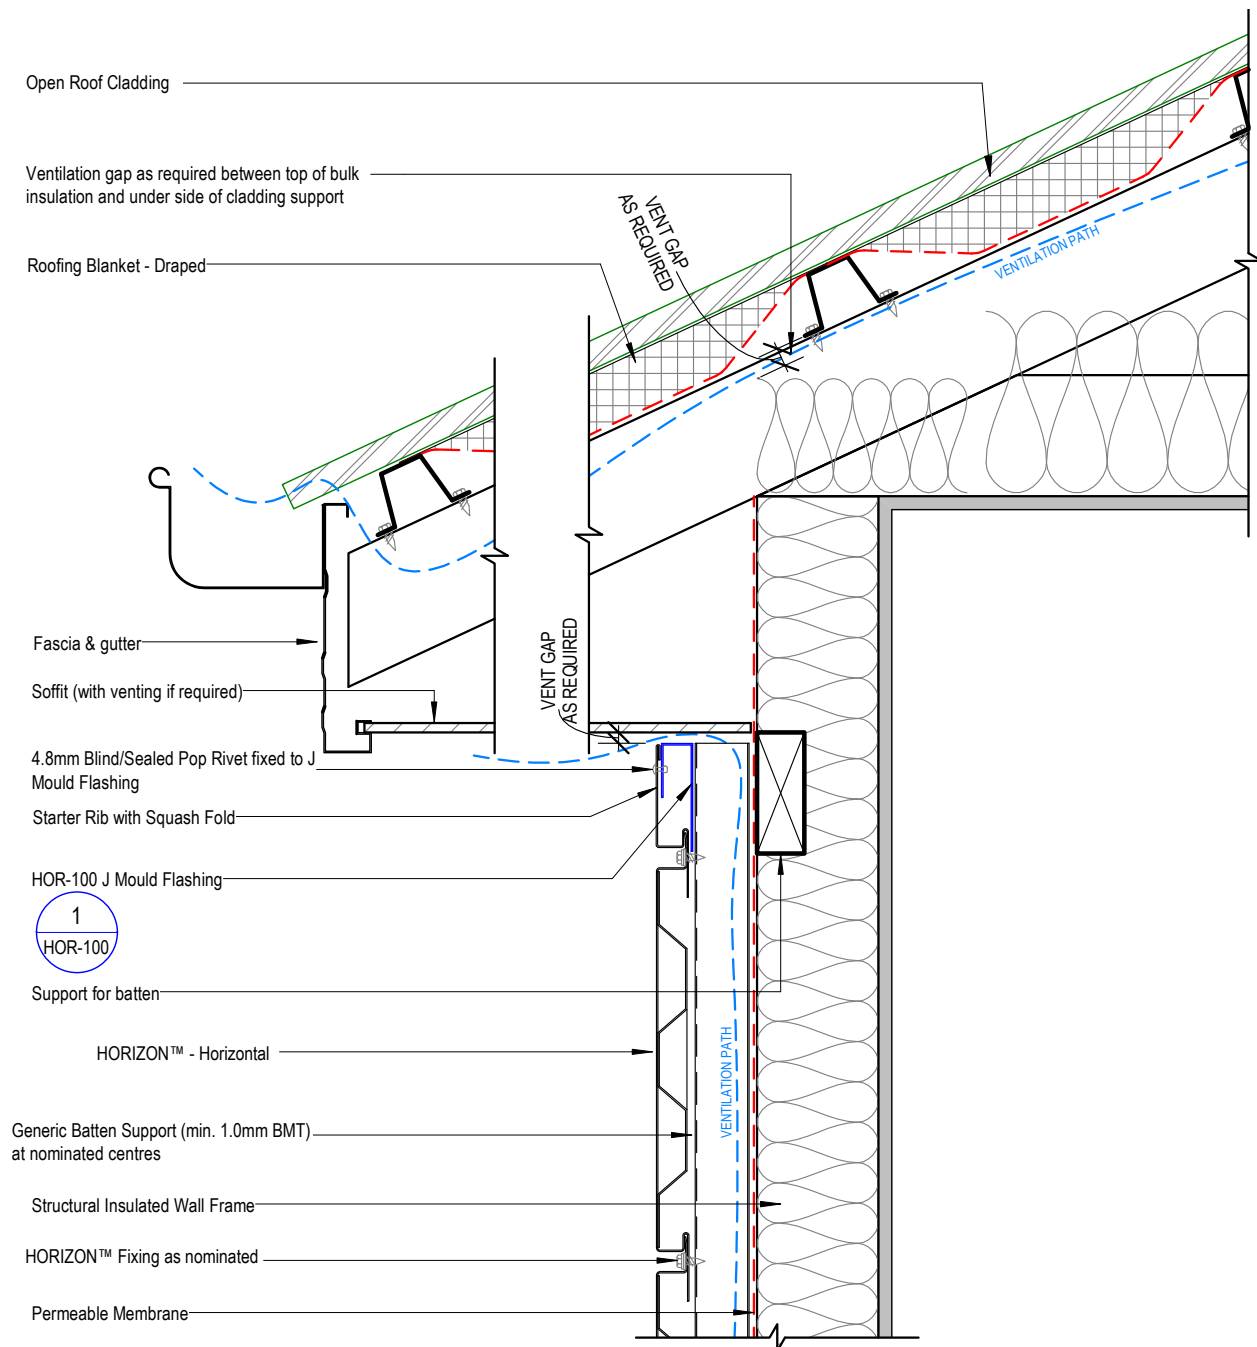 Open Roof Cladding
Ventilation gap as required between top of bulk
insulation and under side of cladding support
VENT GAP
AS REQUIRED
Roofing Blanket - Draped
VENTILATION PATH
Fascia & gutter
Soffit (with venting if required)
VENT GAP
AS REQUIRED
4.8mm Blind/Sealed Pop Rivet fixed to J
Mould Flashing
Starter Rib with Squash Fold
HOR-100 J Mould Flashing
1
HOR-100
Support for batten
HORIZON™ - Horizontal
VENTILATION PATH
Generic Batten Support (min. 1.0mm BMT)
at nominated centres
Structural Insulated Wall Frame
HORIZON™ Fixing as nominated
Permeable Membrane